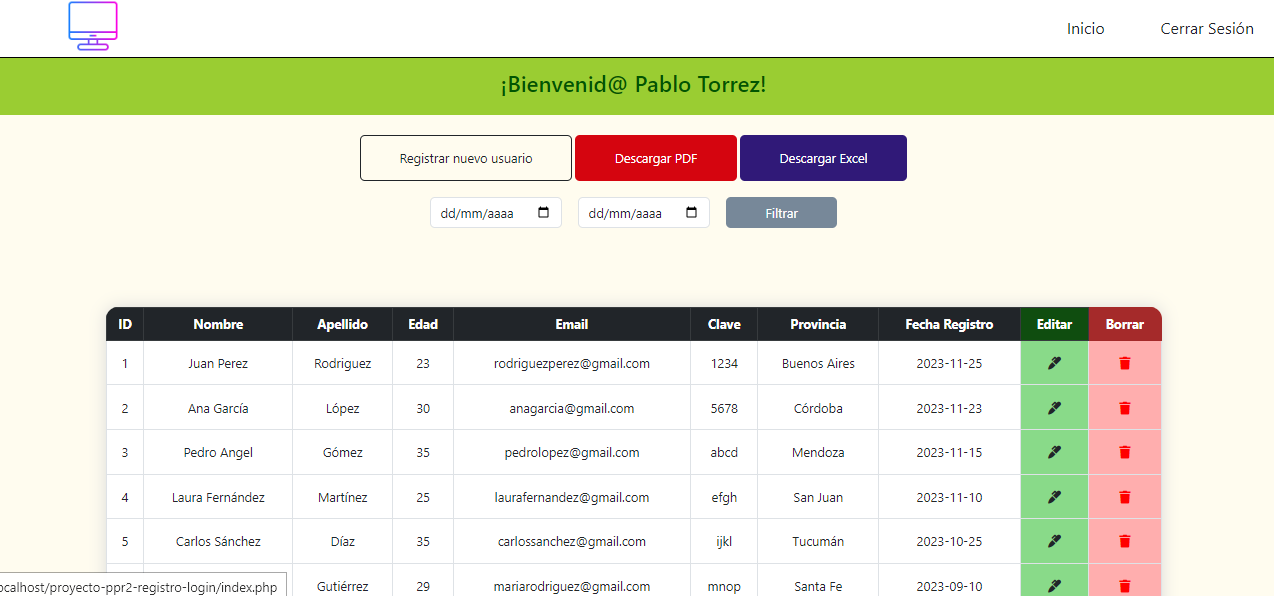 Inicio Cerrar Sesión
¡Bienvenid@ Pablo Torrez!
Registrar nuevo usuario Descargar PDF Descargar Excel
dd/mm/aaaa dd/mm/aaaa Filtrar
ID Nombre Apellido Edad Email Clave Provincia Fecha Registro Editar Borrar
1 Juan Perez Rodriguez 23 rodriguezperez@gmail.com 1234 Buenos Aires 2023-11-25
2 Ana García López 30 anagarcia@gmail.com 5678 Córdoba 2023-11-23
3 Pedro Angel Gómez 35 pedrolopez@gmail.com abcd Mendoza 2023-11-15
4 Laura Fernández Martínez 25 laurafernandez@gmail.com efgh San Juan 2023-11-10
5 Carlos Sánchez Díaz 35 carlossanchez@gmail.com ijkl Tucumán 2023-10-25
ocalhost/proyecto-ppr2-registro-login/index.php Gutiérrez 29 mariarodriguez@gmail.com mnop Santa Fe 2023-09-10